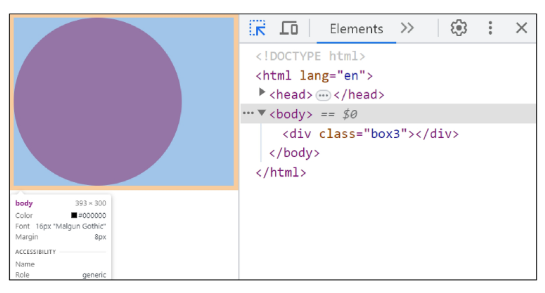 Elements
<!DOCTYPE html>
<html lang="en">
<head> ... </head>
... <body> == $0
<div class="box3"></div>
</body>
</html>
body 393 × 300
Color #000000
Font 16px "Malgun Gothic"
Margin 8px
ACCESSIBILITY
Name
Role generic